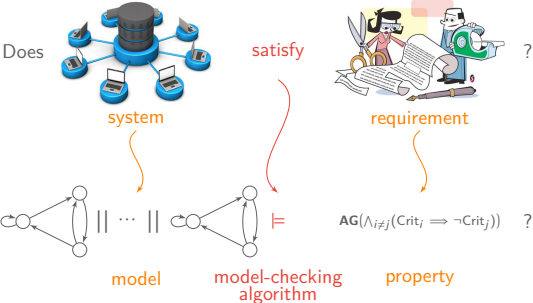 Does satisfy ?
system requirement
|| ··· || ⊨ AG(⋀i≠j(Criti ⟹ ¬Critj)) ?
model model-checking property
algorithm